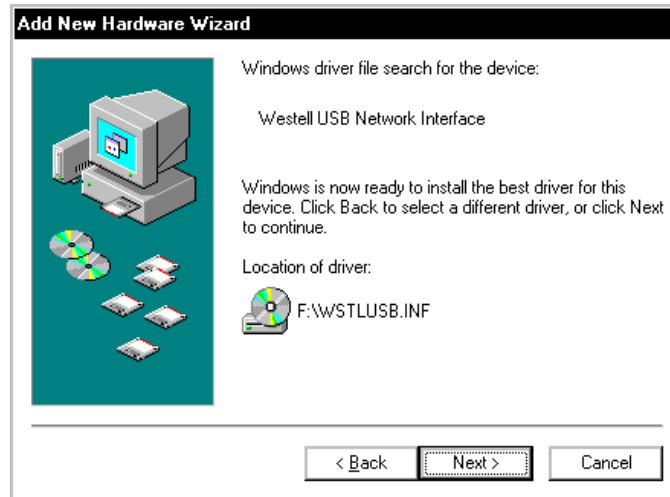 Add New Hardware Wizard
Windows driver file search for the device:
Westell USB Network Interface
Windows is now ready to install the best driver for this
device. Click Back to select a different driver, or click Next
to continue.
Location of driver:
F:\WSTLUSB.INF
< Back
Next >
Cancel